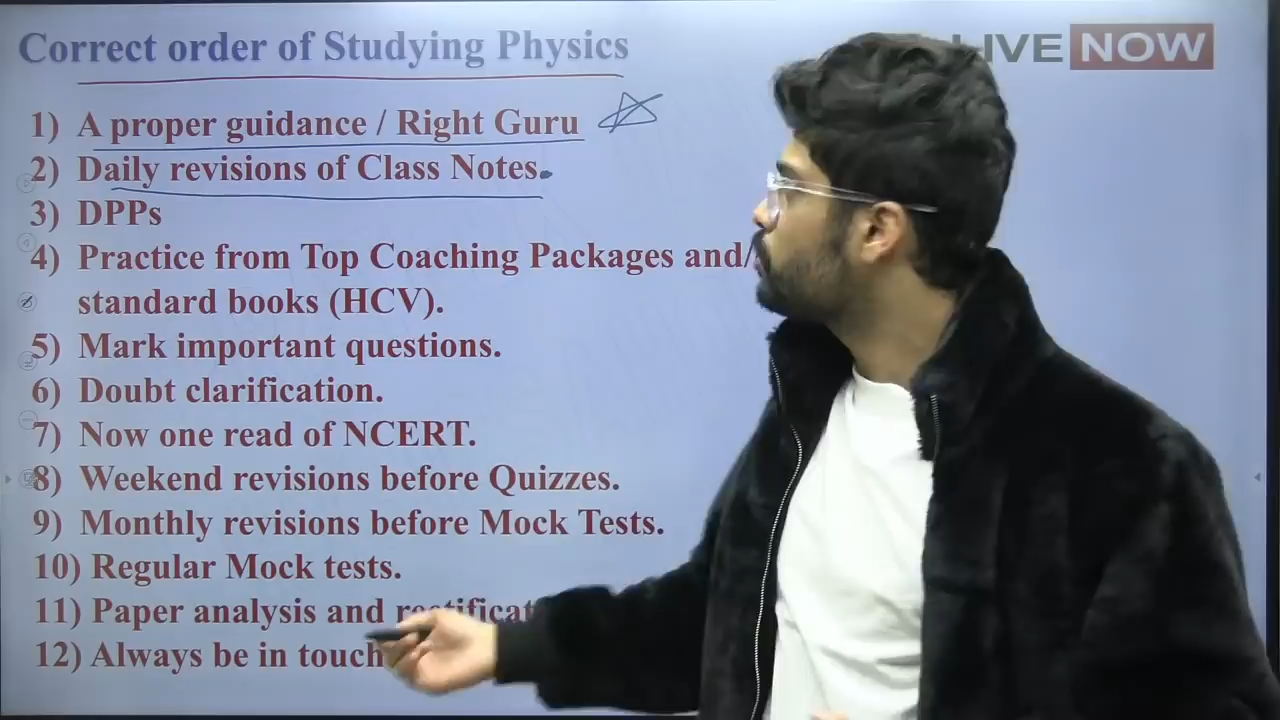 Correct order of Studying Physics
LIVE NOW
1) A proper guidance / Right Guru
2) Daily revisions of Class Notes.
3) DPPs
4) Practice from Top Coaching Packages and/
standard books (HCV).
5) Mark important questions.
6) Doubt clarification.
7) Now one read of NCERT.
8) Weekend revisions before Quizzes.
9) Monthly revisions before Mock Tests.
10) Regular Mock tests.
11) Paper analysis and
12) Always be in touch